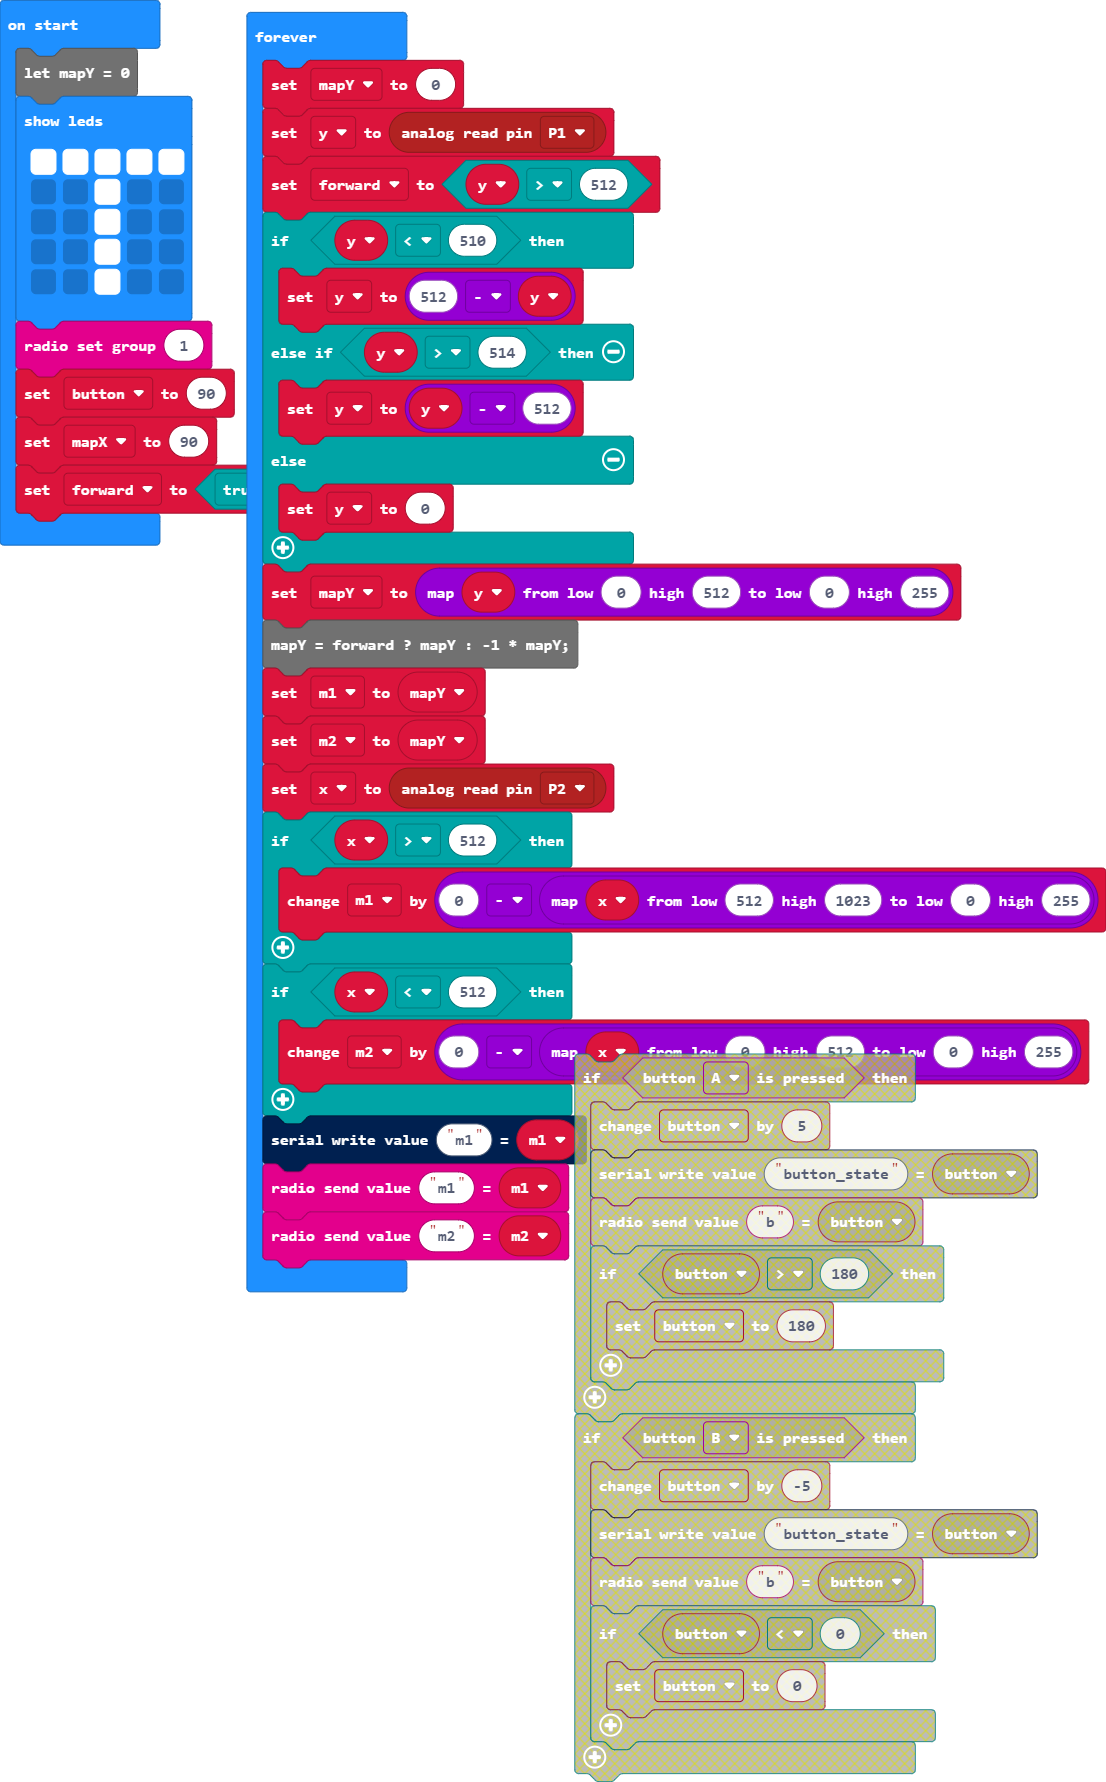 on start
let mapY = 0
show leds
radio set group 1
set button to 90
set mapX to 90
set forward to
forever
set mapY to 0
set y to analog read pin P1
set forward to y > 512
if y < 510 then
set y to 512 - y
else if y > 514 then
set y to y - 512
else
set y to 0
set mapY to map y from low 0 high 512 to low 0 high 255
mapY = forward ? mapY : -1 * mapY;
set m1 to mapY
set m2 to mapY
set x to analog read pin P2
if x > 512 then
change m1 by 0 - map x from low 512 high 1023 to low 0 high 255
if x < 512 then
change m2 by 0 - map x from low 0 high 512 to low 0 high 255
serial write value "m1" = m1
radio send value "m1" = m1
radio send value "m2" = m2
if button A is pressed then
change button by 5
serial write value "button_state" = button
radio send value "b" = button
if button > 180 then
set button to 180
if button B is pressed then
change button by -5
serial write value "button_state" = button
radio send value "b" = button
if button < 0 then
set button to 0